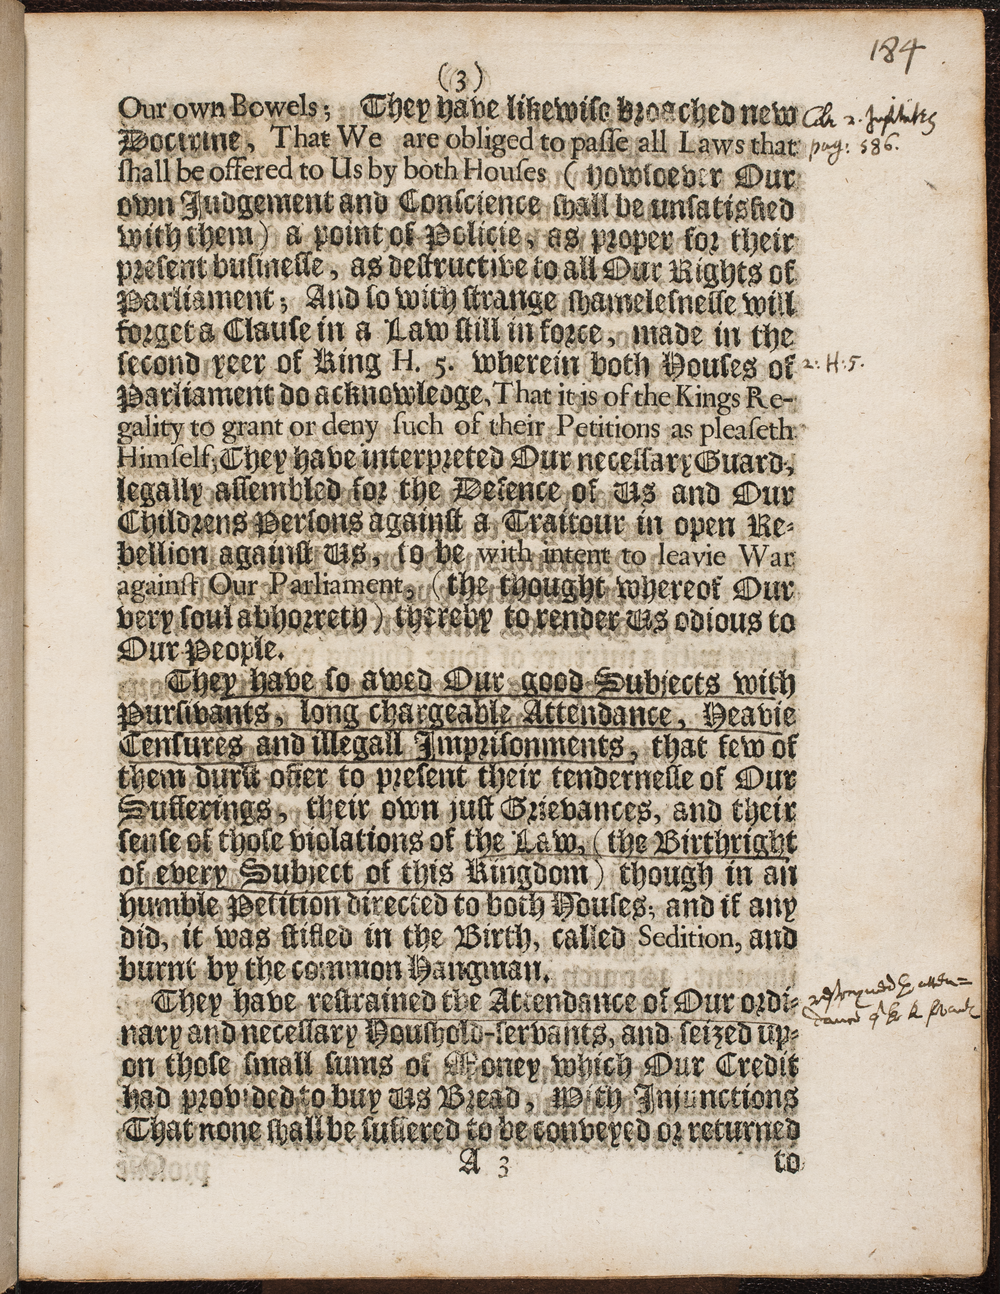 184
(3)
Our own Bowels; They have likewise broached new
Doctrine, That We are obliged to passe all Laws that
pag: 586.
shall be offered to Us by both Houses (howsoever Our
own Judgement and Conscience shall be unsatisfied
with them) a point of Policie, as proper for their
present businesse, as destructive to all Our Rights of
Parliament; And so with strange shamelesnesse will
forget a Clause in a Law still in force, made in the
second yeer of King H. 5. wherein both Houses of
2. H. 5.
Parliament do acknowledge, That it is of the Kings Re-
gality to grant or deny such of their Petitions as pleaseth
Himself; They have interpreted Our necessary Guard,
legally assembled for the Defence of Us and Our
Childrens Persons against a Traitour in open Re-
bellion against Us, to be with intent to leavie War
against Our Parliament, (the thought whereof Our
very soul abhorreth) thereby to render Us odious to
Our People.
They have so awed Our good Subjects with
Pursivants, long chargeable Attendance, Heavie
Censures and illegall Imprisonments, that few of
them durst offer to present their tendernesse of Our
Sufferings, their own just Grievances, and their
sense of those violations of the Law, (the Birthright
of every Subject of this Kingdom) though in an
humble Petition directed to both Houses; and if any
did, it was stifled in the Birth, called Sedition, and
burnt by the common Hangman.
They have restrained the Attendance of Our ordi-
nary and necessary Houshold-servants, and seized up-
on those small sums of Money which Our Credit
had provided to buy Us Bread, With Injunctions
That none shall be suffered to be conveyed or returned
A 3
to